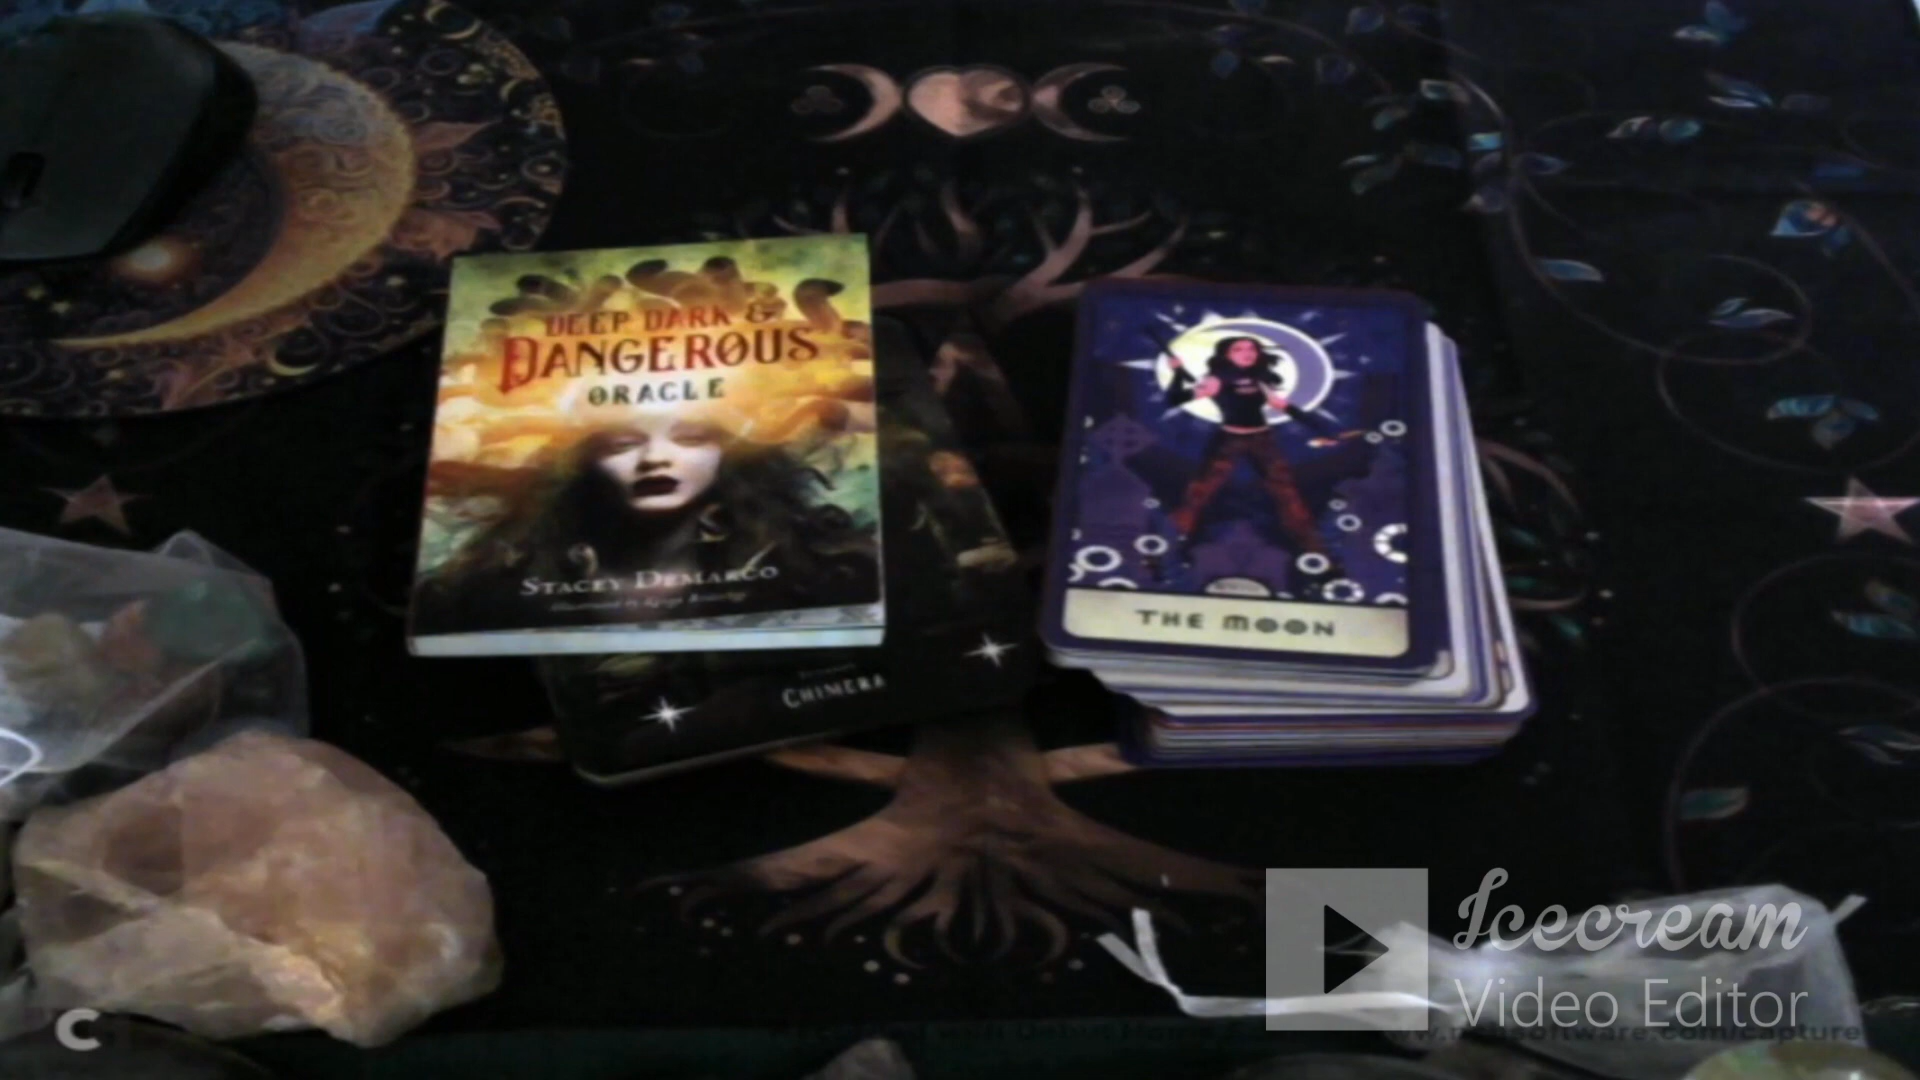 DEEP DARK &
DANGEROUS
ORACLE
STACEY DEMARCO
CHIMERA
THE MOON
Icecream
Video Editor